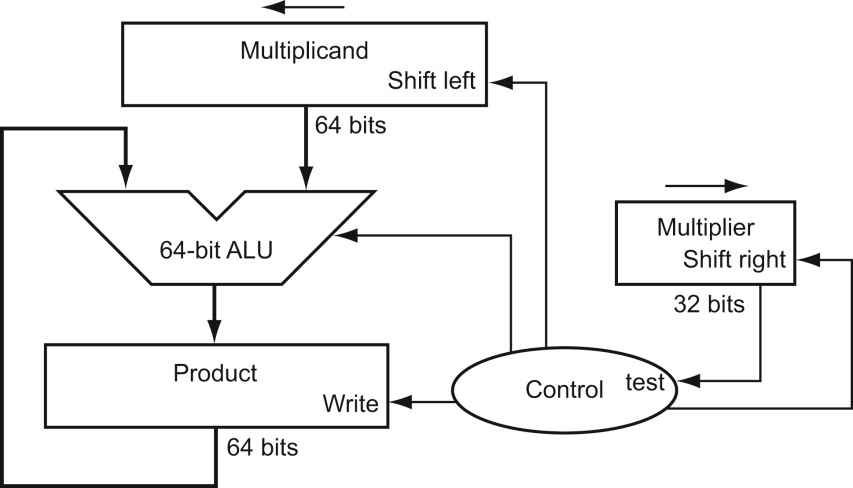 Multiplicand
Shift left
64 bits
64-bit ALU
Multiplier
Shift right
32 bits
Product
Write
64 bits
Control
test